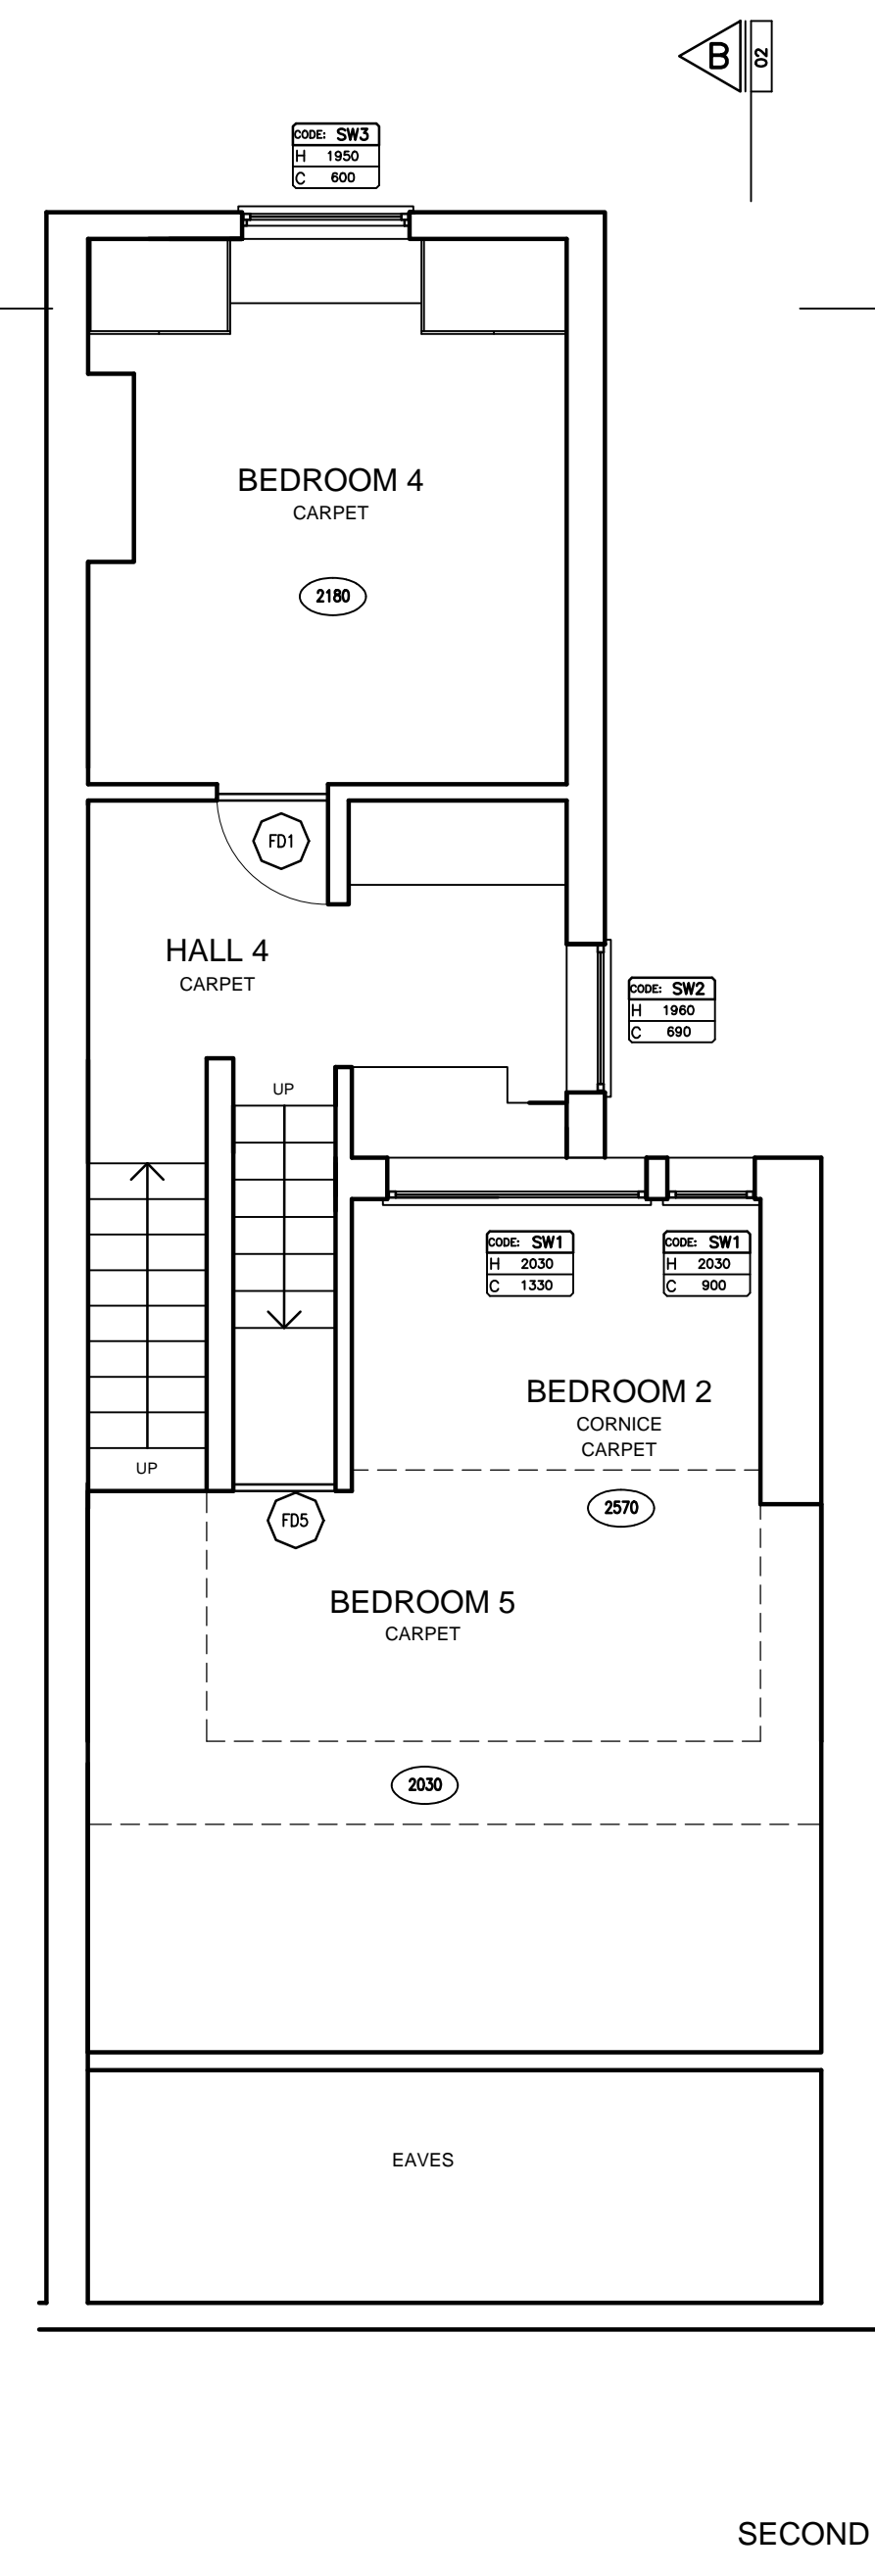 B
02
CODE: SW3
H 1950
C 600
BEDROOM 4
CARPET
2180
FD1
HALL 4
CARPET
CODE: SW2
H 1960
C 690
UP
CODE: SW1
H 2030
C 1330
CODE: SW1
H 2030
C 900
BEDROOM 2
CORNICE
CARPET
UP
2570
FD5
BEDROOM 5
CARPET
2030
EAVES
SECOND